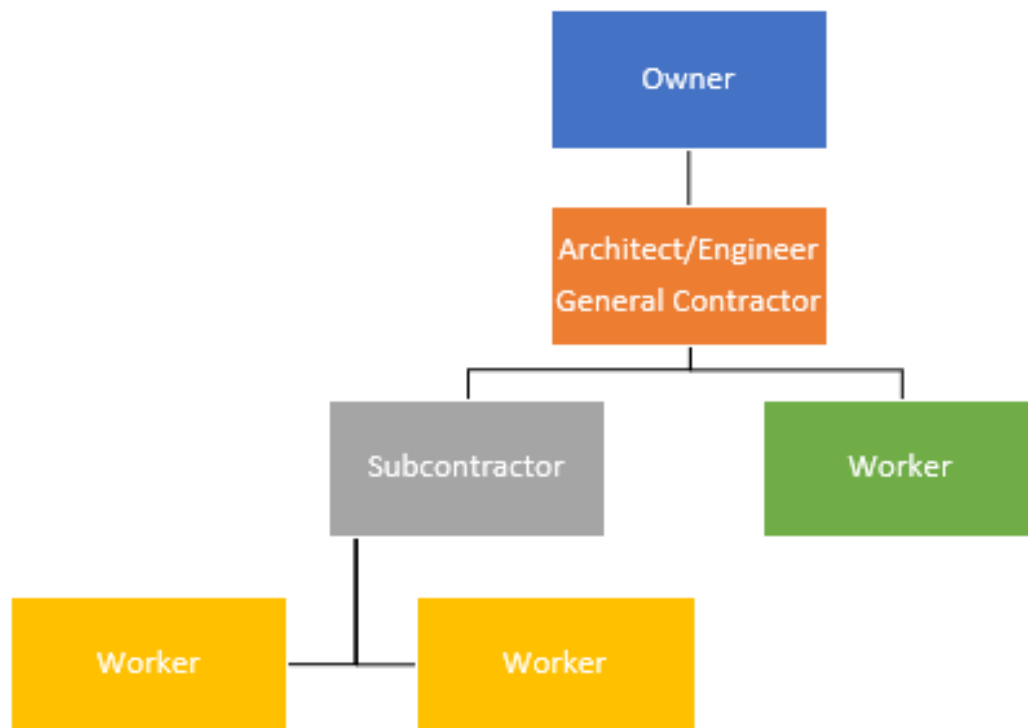 Owner
Architect/Engineer
General Contractor
Subcontractor
Worker
Worker
Worker